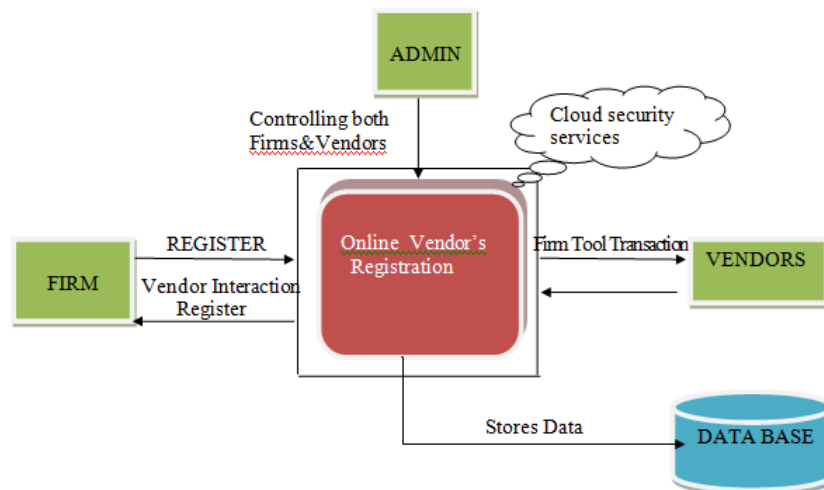 ADMIN
Controlling both
Firms&Vendors
Cloud security
services
REGISTER
Online Vendor's
Registration
Firm Tool Transaction
FIRM
VENDORS
Vendor Interaction
Register
Stores Data
DATA BASE